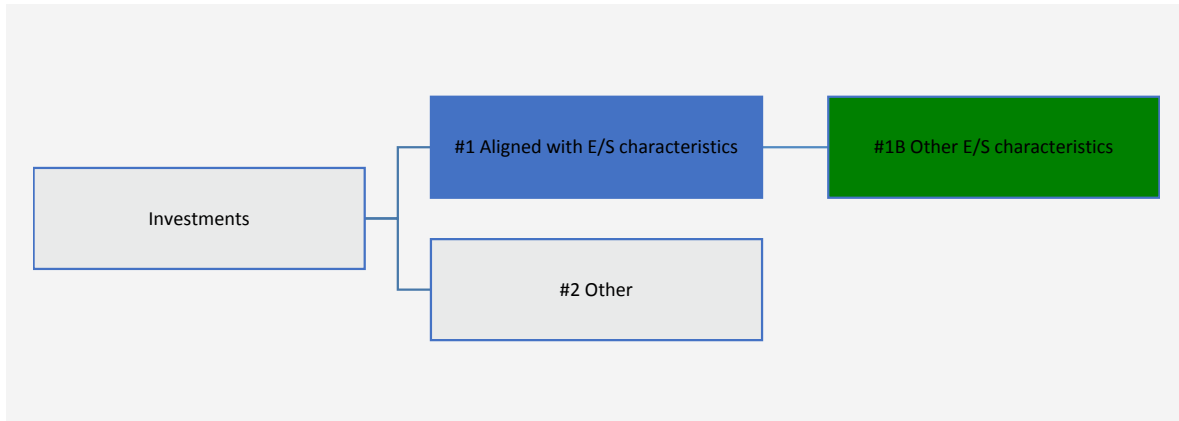 #1 Aligned with E/S characteristics
#1B Other E/S characteristics
Investments
#2 Other